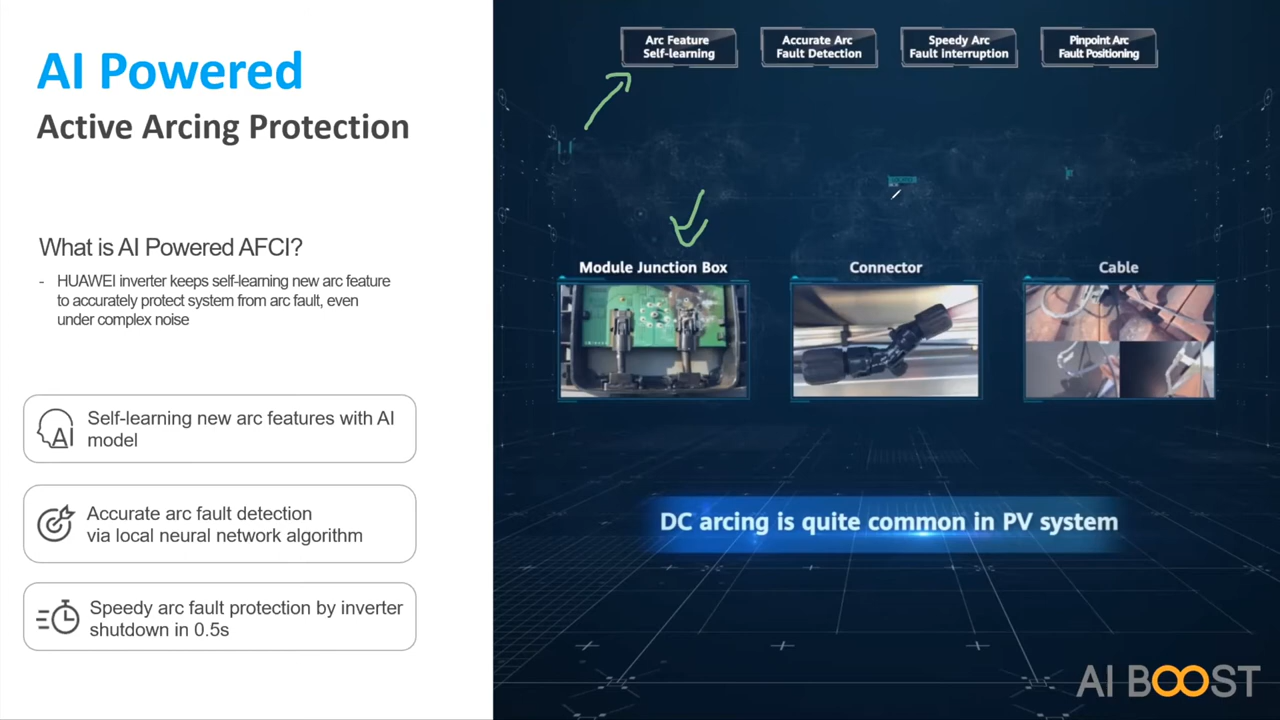 AI Powered
Active Arcing Protection
What is AI Powered AFCI?
- HUAWEI inverter keeps self-learning new arc feature
to accurately protect system from arc fault, even
under complex noise
AI
Self-learning new arc features with AI
model
Accurate arc fault detection
via local neural network algorithm
Speedy arc fault protection by inverter
shutdown in 0.5s
Arc Feature
Self-learning
Accurate Arc
Fault Detection
Speedy Arc
Fault Interruption
Pinpoint Arc
Fault Positioning
Module Junction Box
Connector
Cable
DC arcing is quite common in PV system
AI BOOST